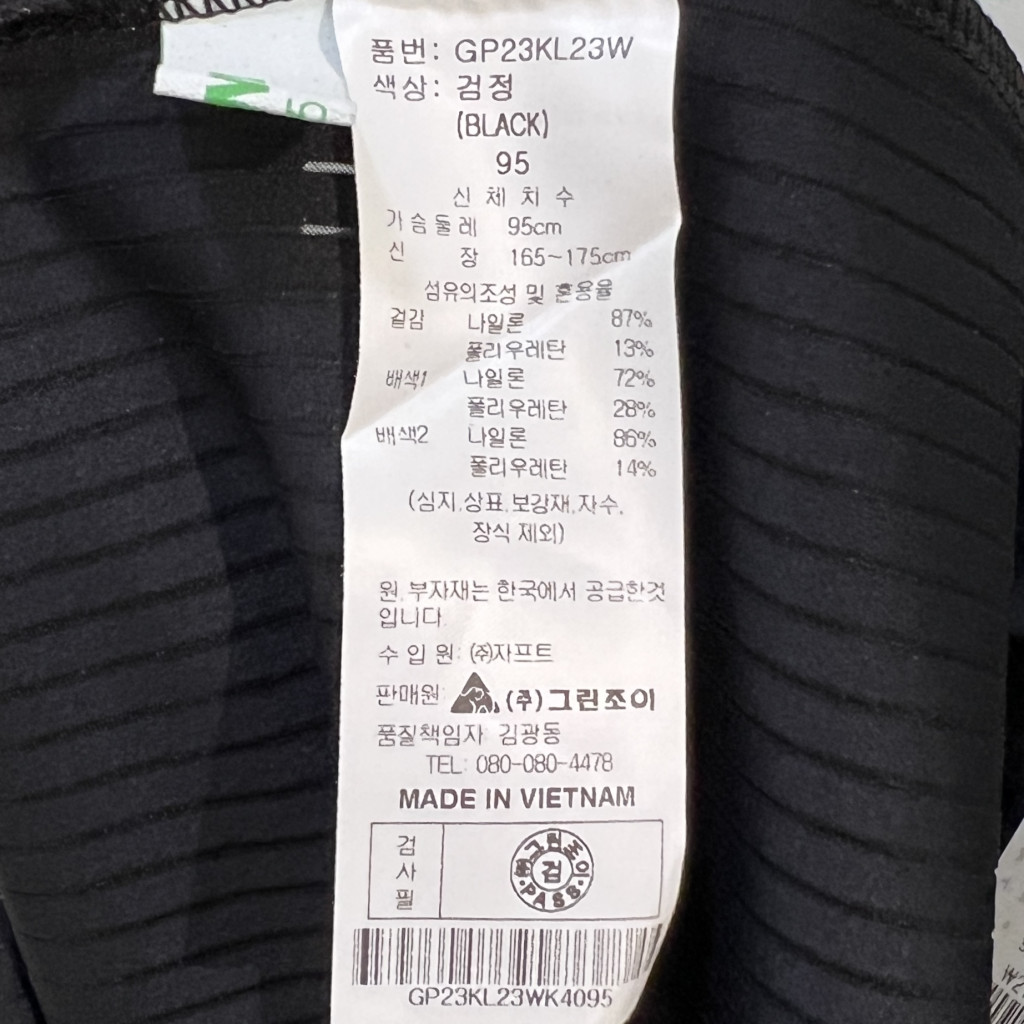 품번: GP23KL23W
색상: 검정
(BLACK)
95
신 체 치 수
가슴둘레 95cm
신 장 165~175cm
섬유의조성 및 혼용율
겉감 나일론 87%
폴리우레탄 13%
배색1 나일론 72%
폴리우레탄 28%
배색2 나일론 86%
폴리우레탄 14%
(심지,상표,보강재,자수,
장식 제외)
원,부자재는 한국에서 공급한것
입니다.
수 입 원: (주)자프트
판매원: (주)그린조이
품질책임자: 김광동
TEL: 080-080-4478
MADE IN VIETNAM
검
사
필
(주)그린조이
검
PASS
GP23KL23WK4095